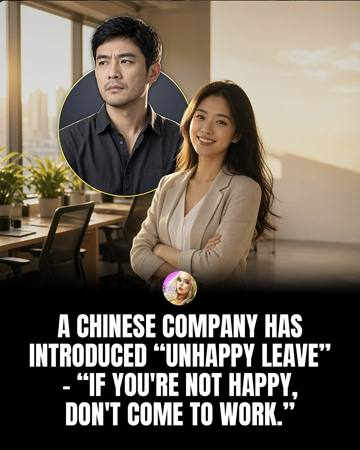 A CHINESE COMPANY HAS
INTRODUCED “UNHAPPY LEAVE”
- “IF YOU'RE NOT HAPPY,
DON'T COME TO WORK.”